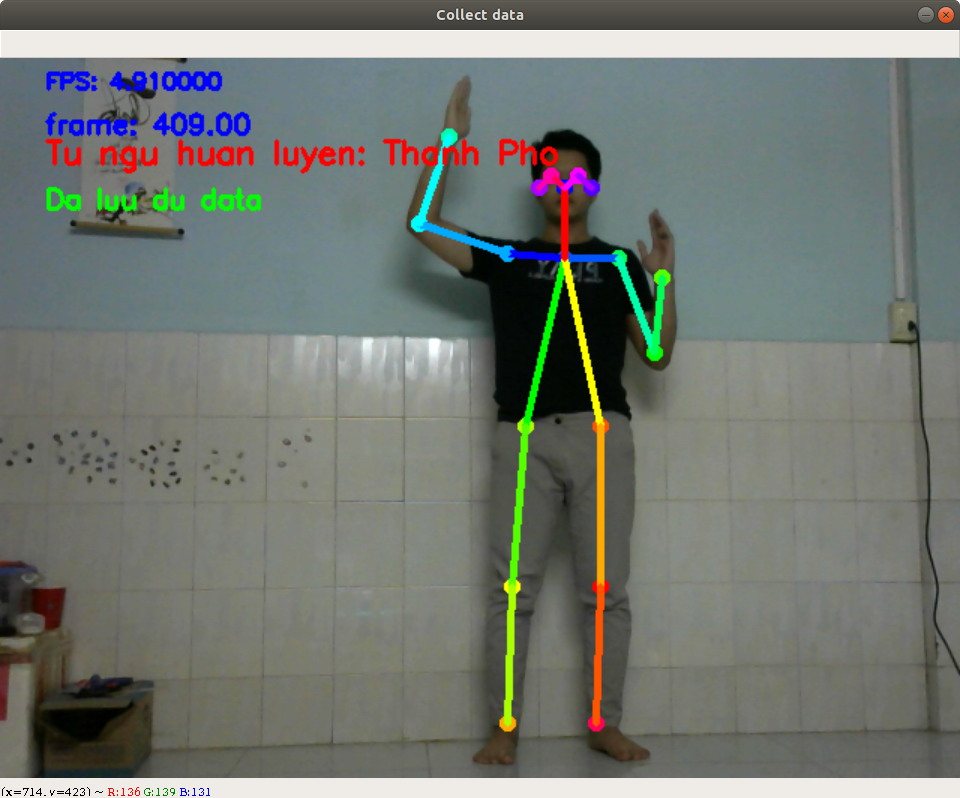 Collect data
FPS: 4.910000
frame: 409.00
Tu ngu huan luyen: Thanh Pho
Da luu du data
(x=714, y=423) ~ R:136 G:139 B:131